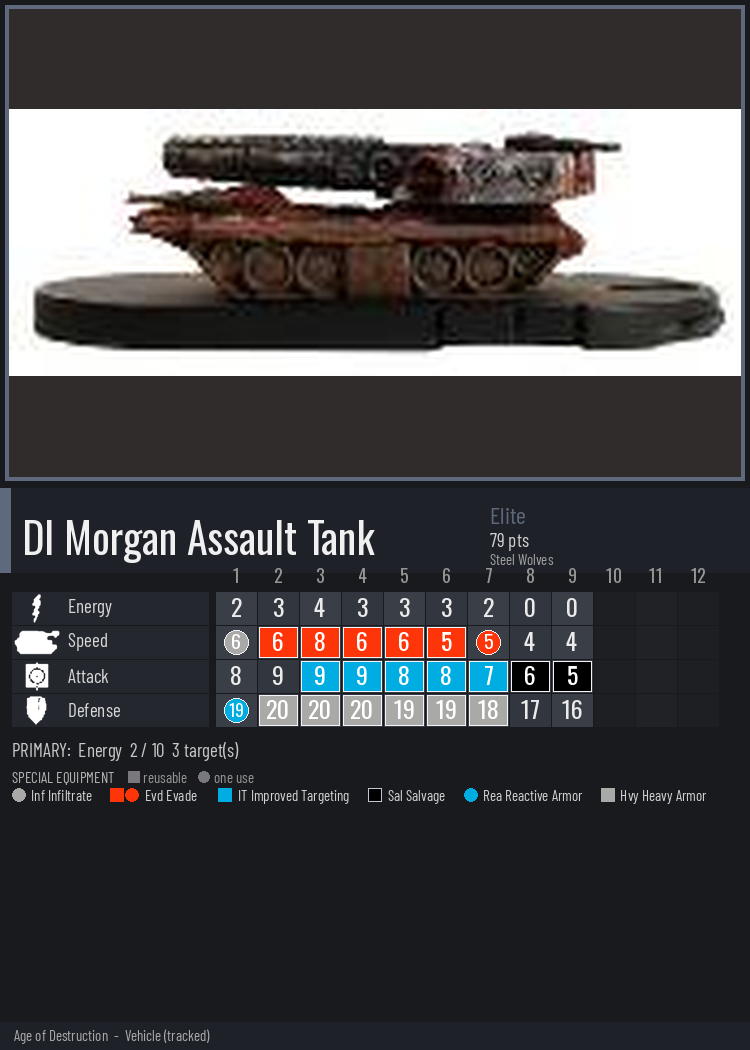 DI Morgan Assault Tank
Elite
79 pts
Steel Wolves
1 2 3 4 5 6 7 8 9 10 11 12
Energy 2 3 4 3 3 3 2 0 0
Speed 6 6 8 6 6 5 5 4 4
Attack 8 9 9 9 8 8 7 6 5
Defense 19 20 20 20 19 19 18 17 16
PRIMARY: Energy 2 / 10 3 target(s)
SPECIAL EQUIPMENT reusable one use
Inf Infiltrate Evd Evade IT Improved Targeting Sal Salvage Rea Reactive Armor Hvy Heavy Armor
Age of Destruction - Vehicle (tracked)